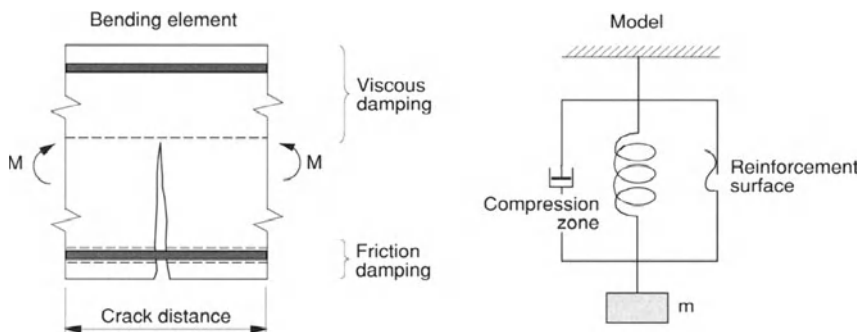 Bending element
Viscous
damping
M
M
Friction
damping
Crack distance
Model
Compression
zone
Reinforcement
surface
m